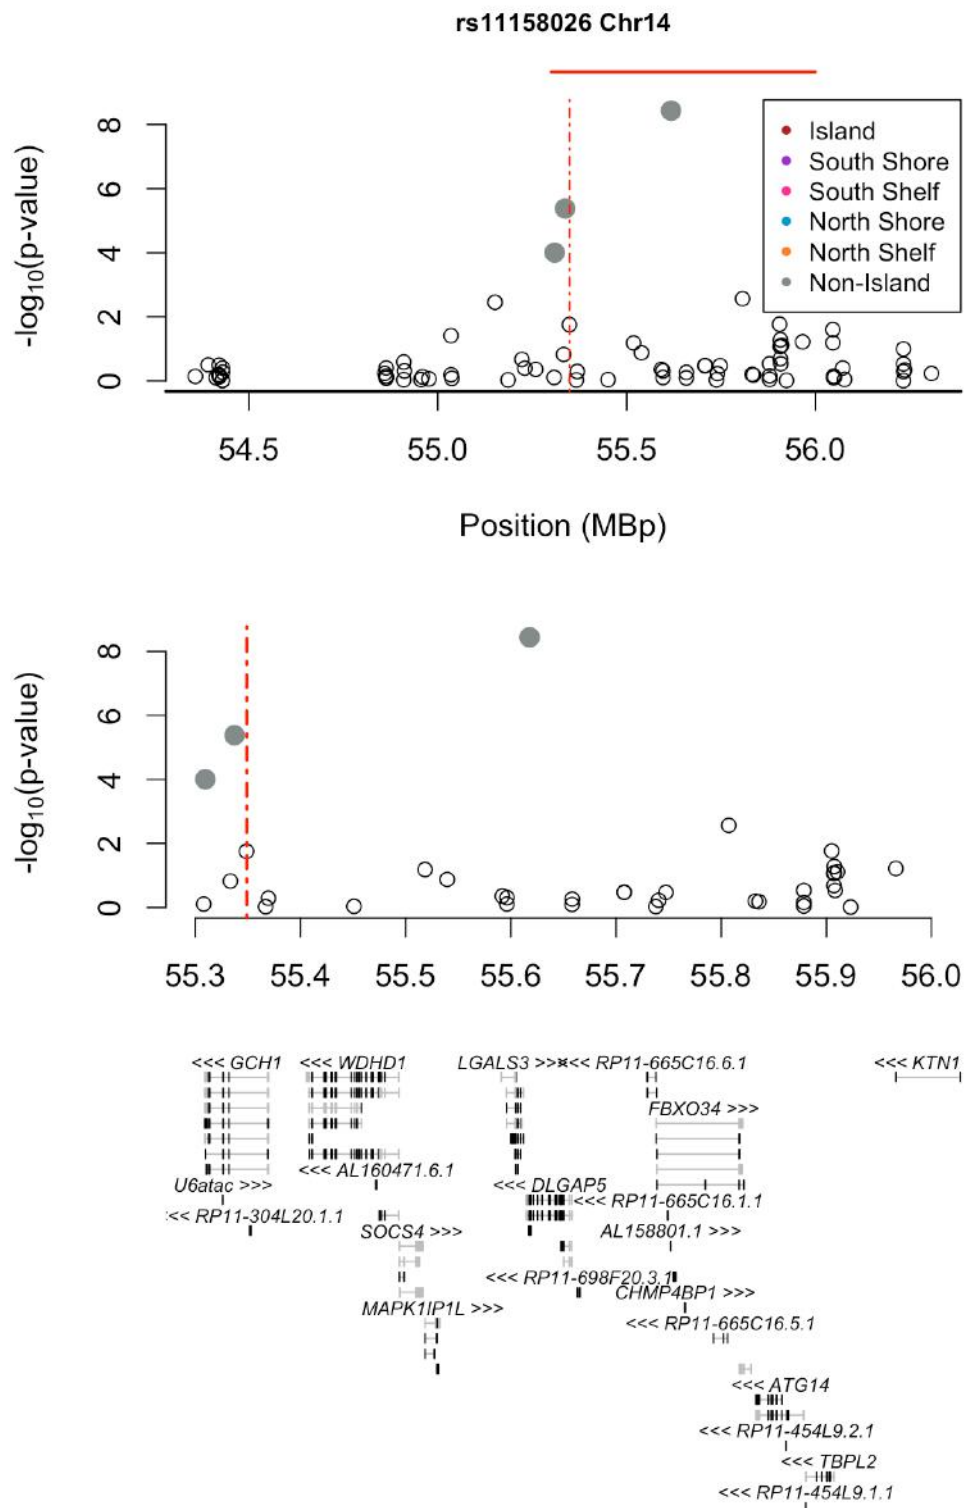 rs11158026 Chr14
-log10(p-value)
8
6
4
2
0
Island
South Shore
South Shelf
North Shore
North Shelf
Non-Island
54.5 55.0 55.5 56.0
Position (MBp)
-log10(p-value)
8
6
4
2
0
55.3 55.4 55.5 55.6 55.7 55.8 55.9 56.0
<<< GCH1 <<< WDHD1 LGALS3 >>> <<< RP11-665C16.6.1 <<< KTN1
FBXO34 >>>
<<< AL160471.6.1
U6atac >>> <<< DLGAP5
<<< RP11-665C16.1.1
<<< RP11-304L20.1.1
SOCS4 >>> AL158801.1 >>>
<<< RP11-698F20.3.1
CHMP4BP1 >>>
MAPK1IP1L >>>
<<< RP11-665C16.5.1
<<< ATG14
<<< RP11-454L9.2.1
<<< TBPL2
<<< RP11-454L9.1.1